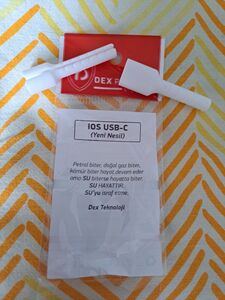 DEX
iOS USB-C
(Yeni Nesil)
Petrol biter, doğal gaz biter,
kömür biter hayat devam eder
ama SU biterse hayatta biter.
SU HAYATTIR.
SU'yu israf etme.
Dex Teknoloji